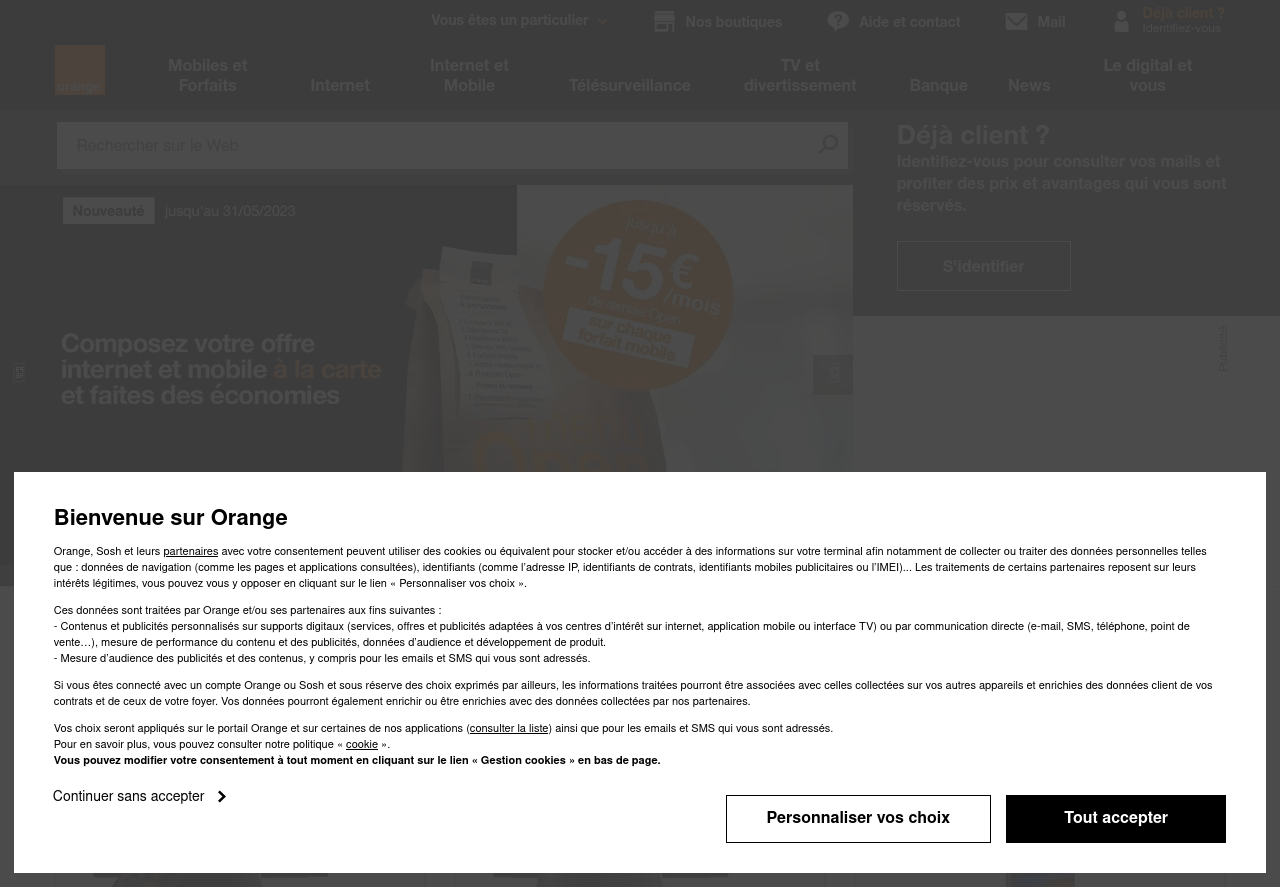 Vous êtes un particulier
Nos boutiques
Aide et contact
Mail
Déjà client ?
Identifiez-vous
orange
Mobiles et
Forfaits
Internet
Internet et
Mobile
Télésurveillance
TV et
divertissement
Banque
News
Le digital et
vous
Rechercher sur le Web
Déjà client ?
Identifiez-vous pour consulter vos mails et
profiter des prix et avantages qui vous sont
réservés.
S'identifier
Nouveauté
jusqu'au 31/05/2023
jusqu'à
-15€
/mois
de remise Open
sur chaque
forfait mobile
Composez votre offre
internet et mobile à la carte
et faites des économies
Publicité
Bienvenue sur Orange
Orange, Sosh et leurs partenaires avec votre consentement peuvent utiliser des cookies ou équivalent pour stocker et/ou accéder à des informations sur votre terminal afin notamment de collecter ou traiter des données personnelles telles
que : données de navigation (comme les pages et applications consultées), identifiants (comme l’adresse IP, identifiants de contrats, identifiants mobiles publicitaires ou l’IMEI)... Les traitements de certains partenaires reposent sur leurs
intérêts légitimes, vous pouvez vous y opposer en cliquant sur le lien « Personnaliser vos choix ».
Ces données sont traitées par Orange et/ou ses partenaires aux fins suivantes :
- Contenus et publicités personnalisés sur supports digitaux (services, offres et publicités adaptées à vos centres d’intérêt sur internet, application mobile ou interface TV) ou par communication directe (e-mail, SMS, téléphone, point de
vente…), mesure de performance du contenu et des publicités, données d’audience et développement de produit.
- Mesure d’audience des publicités et des contenus, y compris pour les emails et SMS qui vous sont adressés.
Si vous êtes connecté avec un compte Orange ou Sosh et sous réserve des choix exprimés par ailleurs, les informations traitées pourront être associées avec celles collectées sur vos autres appareils et enrichies des données client de vos
contrats et de ceux de votre foyer. Vos données pourront également enrichir ou être enrichies avec des données collectées par nos partenaires.
Vos choix seront appliqués sur le portail Orange et sur certaines de nos applications (consulter la liste) ainsi que pour les emails et SMS qui vous sont adressés.
Pour en savoir plus, vous pouvez consulter notre politique « cookie ».
Vous pouvez modifier votre consentement à tout moment en cliquant sur le lien « Gestion cookies » en bas de page.
Continuer sans accepter
Personnaliser vos choix
Tout accepter